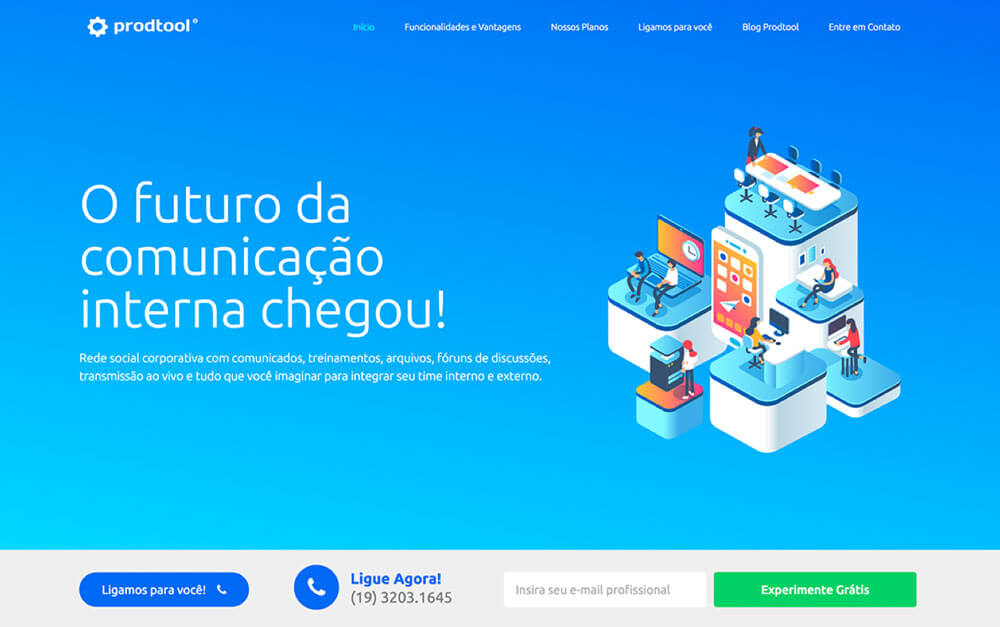 prodtool®
Início
Funcionalidades e Vantagens
Nossos Planos
Ligamos para você
Blog Prodtool
Entre em Contato
O futuro da
comunicação
interna chegou!
Rede social corporativa com comunicados, treinamentos, arquivos, fóruns de discussões,
transmissão ao vivo e tudo que você imaginar para integrar seu time interno e externo.
Ligamos para você!
Ligue Agora!
(19) 3203.1645
Insira seu e-mail profissional
Experimente Grátis